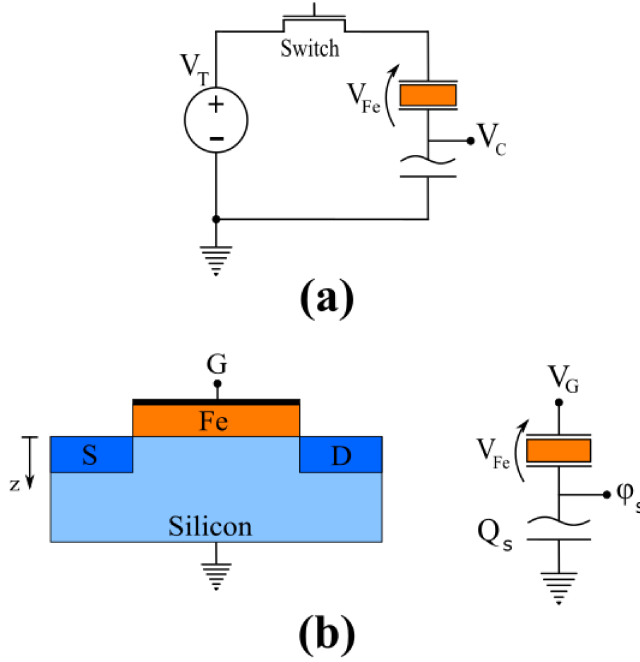 Switch
V_T
+
-
V_Fe
V_C
(a)
G
Fe
S
D
z
Silicon
V_G
V_Fe
φ_s
Q_s
(b)